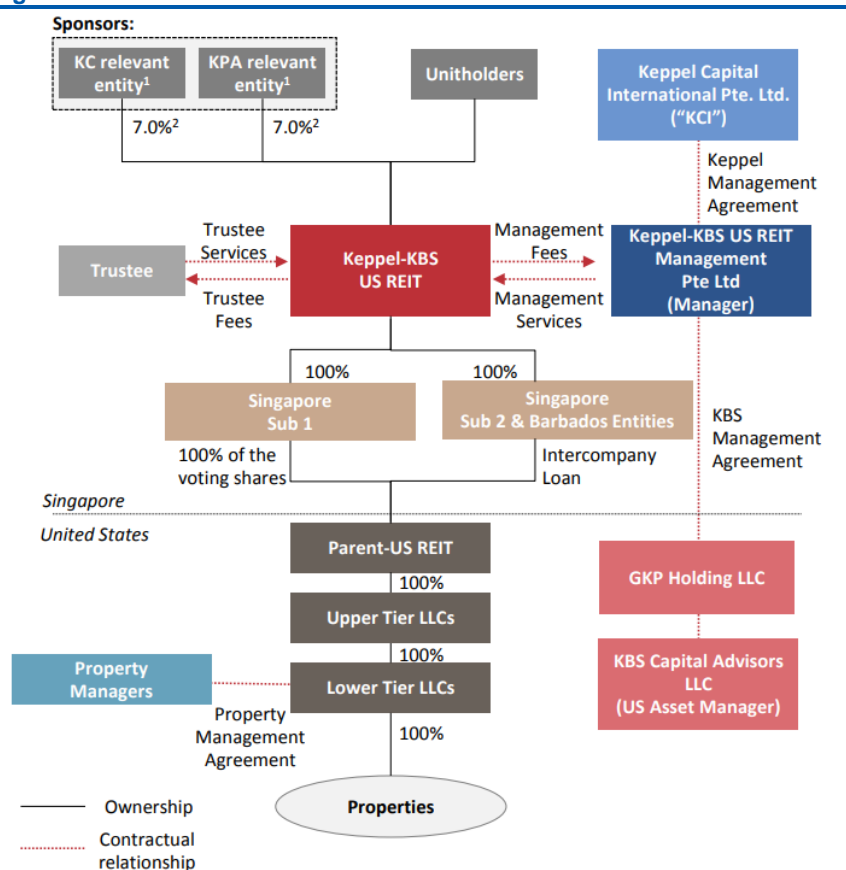 Sponsors:
KC relevant
entity1
KPA relevant
entity1
Unitholders
Keppel Capital
International Pte. Ltd.
("KCI")
7.0%2
7.0%2
Keppel
Management
Agreement
Trustee
Trustee
Services
Trustee
Fees
Keppel-KBS
US REIT
Management
Fees
Management
Services
Keppel-KBS US REIT
Management
Pte Ltd
(Manager)
100%
100%
Singapore
Sub 1
Singapore
Sub 2 & Barbados Entities
100% of the
voting shares
Intercompany
Loan
KBS
Management
Agreement
Singapore
United States
Parent-US REIT
100%
Upper Tier LLCs
100%
Lower Tier LLCs
100%
GKP Holding LLC
KBS Capital Advisors
LLC
(US Asset Manager)
Property
Managers
Property
Management
Agreement
Properties
Ownership
Contractual
relationship